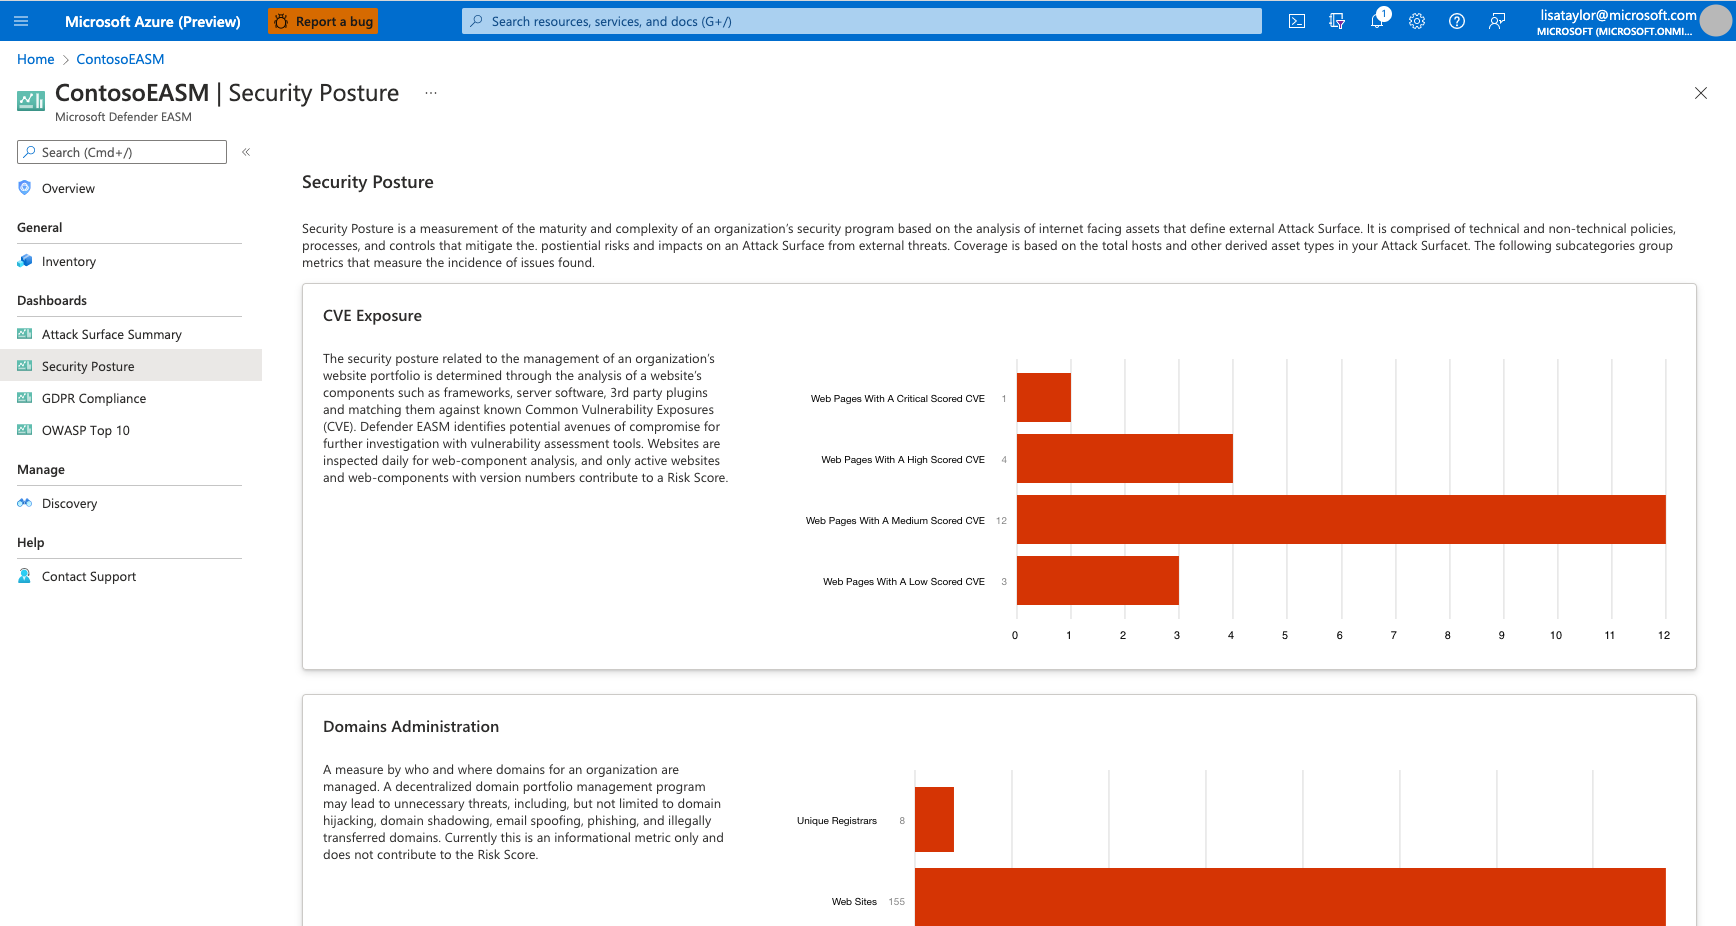 Microsoft Azure (Preview)
Report a bug
Search resources, services, and docs (G+/)
1
lisataylor@microsoft.com
MICROSOFT (MICROSOFT.ONMI...
Home > ContosoEASM
ContosoEASM | Security Posture ...
Microsoft Defender EASM
Search (Cmd+/)
«
Overview
General
Inventory
Dashboards
Attack Surface Summary
Security Posture
GDPR Compliance
OWASP Top 10
Manage
Discovery
Help
Contact Support
Security Posture
Security Posture is a measurement of the maturity and complexity of an organization's security program based on the analysis of internet facing assets that define external Attack Surface. It is comprised of technical and non-technical policies,
processes, and controls that mitigate the. postiential risks and impacts on an Attack Surface from external threats. Coverage is based on the total hosts and other derived asset types in your Attack Surfacet. The following subcategories group
metrics that measure the incidence of issues found.
CVE Exposure
The security posture related to the management of an organization's
website portfolio is determined through the analysis of a website's
components such as frameworks, server software, 3rd party plugins
and matching them against known Common Vulnerability Exposures
(CVE). Defender EASM identifies potential avenues of compromise for
further investigation with vulnerability assessment tools. Websites are
inspected daily for web-component analysis, and only active websites
and web-components with version numbers contribute to a Risk Score.
Web Pages With A Critical Scored CVE 1
Web Pages With A High Scored CVE 4
Web Pages With A Medium Scored CVE 12
Web Pages With A Low Scored CVE 3
0 1 2 3 4 5 6 7 8 9 10 11 12
Domains Administration
A measure by who and where domains for an organization are
managed. A decentralized domain portfolio management program
may lead to unnecessary threats, including, but not limited to domain
hijacking, domain shadowing, email spoofing, phishing, and illegally
transferred domains. Currently this is an informational metric only and
does not contribute to the Risk Score.
Unique Registrars 8
Web Sites 155